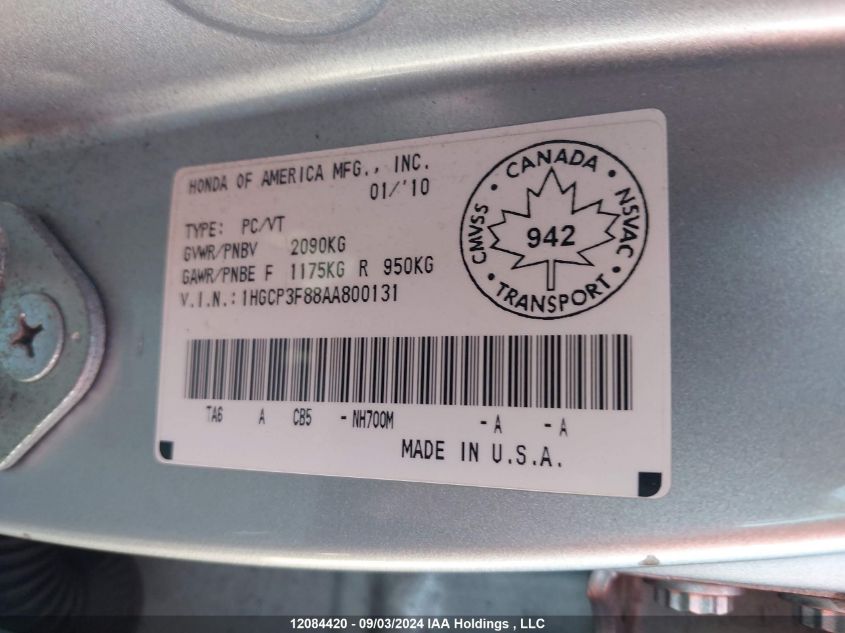 HONDA OF AMERICA MFG., INC.
01/'10
TYPE: PC/VT
GVWR/PNBV 2090KG
GAWR/PNBE F 1175KG R 950KG
V.I.N.:1HGCP3F88AA800131
CANADA • NSVAC • TRANSPORT • CMVSS •
942
TA6 A CB5 - NH700M - A - A
MADE IN U.S.A.
12084420 - 09/03/2024 IAA Holdings , LLC